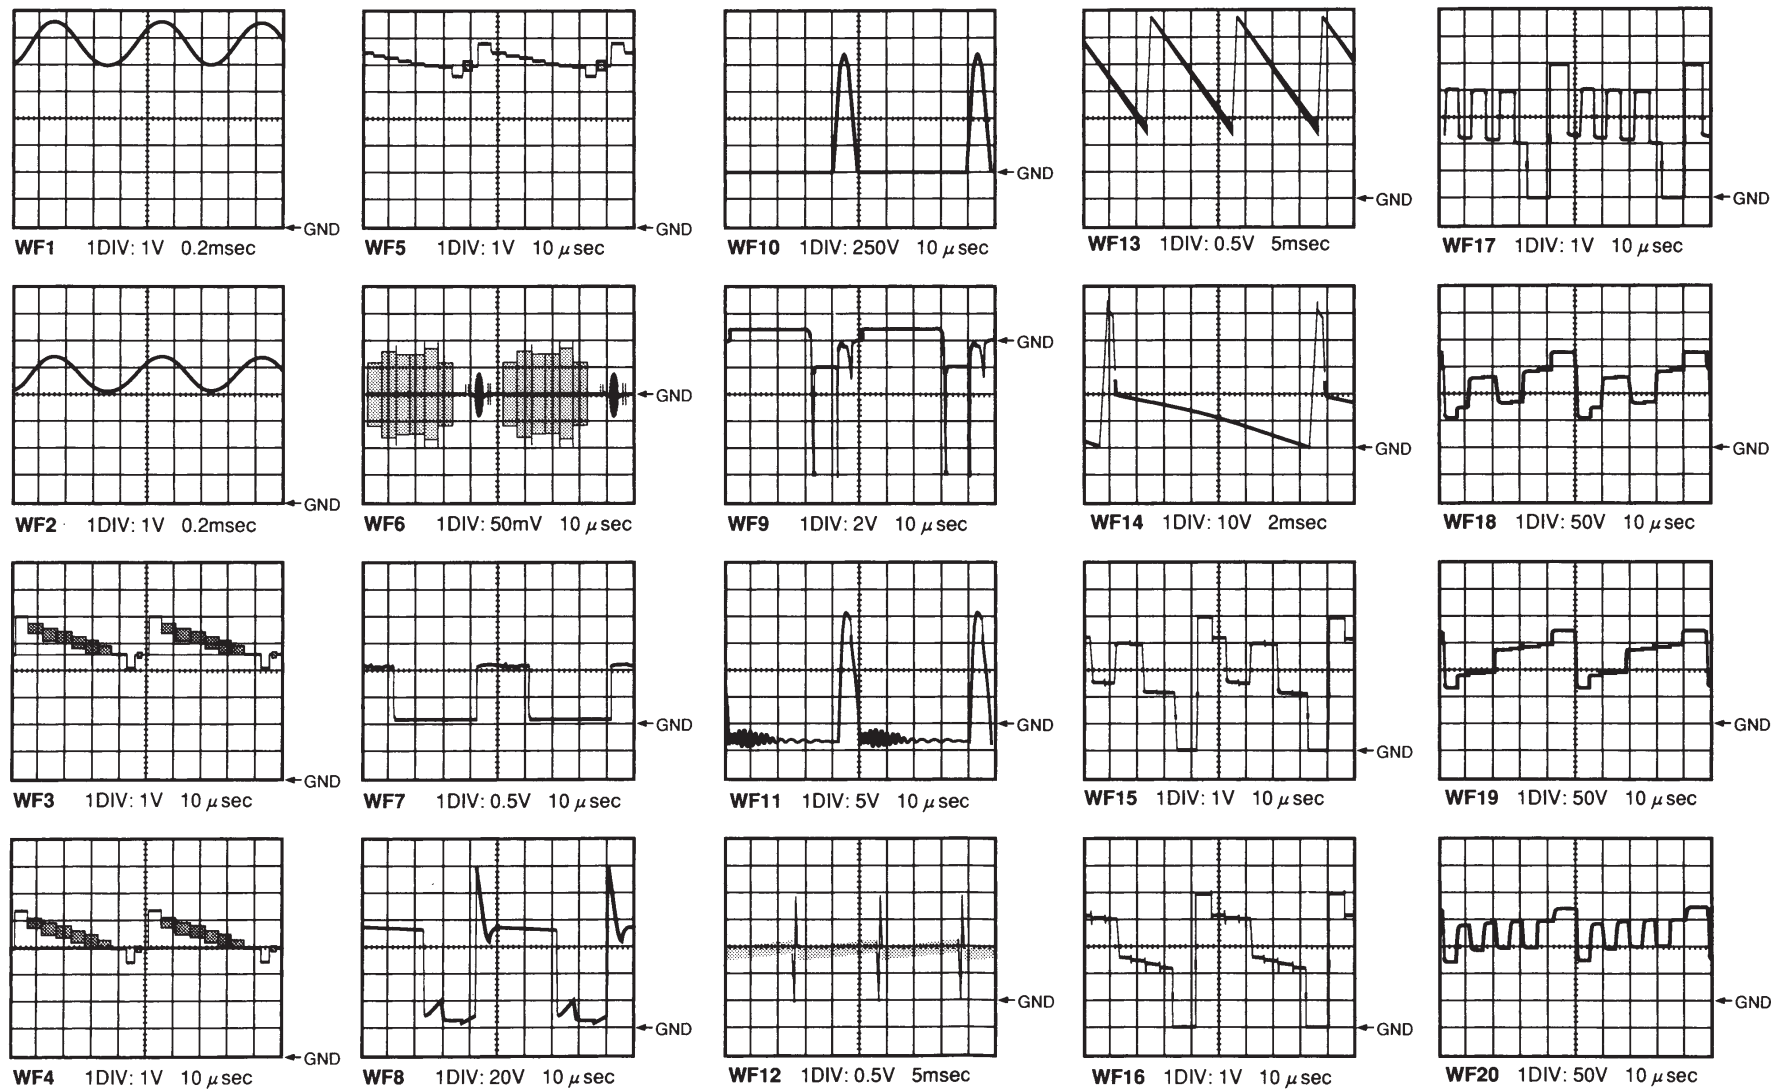 GND
GND
GND
GND
GND
WF1 1DIV: 1V 0.2msec
WF5 1DIV: 1V 10 μsec
WF10 1DIV: 250V 10 μsec
WF13 1DIV: 0.5V 5msec
WF17 1DIV: 1V 10 μsec
GND
GND
GND
GND
GND
WF2 1DIV: 1V 0.2msec
WF6 1DIV: 50mV 10 μsec
WF9 1DIV: 2V 10 μsec
WF14 1DIV: 10V 2msec
WF18 1DIV: 50V 10 μsec
GND
GND
GND
GND
GND
WF3 1DIV: 1V 10 μsec
WF7 1DIV: 0.5V 10 μsec
WF11 1DIV: 5V 10 μsec
WF15 1DIV: 1V 10 μsec
WF19 1DIV: 50V 10 μsec
GND
GND
GND
GND
GND
WF4 1DIV: 1V 10 μsec
WF8 1DIV: 20V 10 μsec
WF12 1DIV: 0.5V 5msec
WF16 1DIV: 1V 10 μsec
WF20 1DIV: 50V 10 μsec